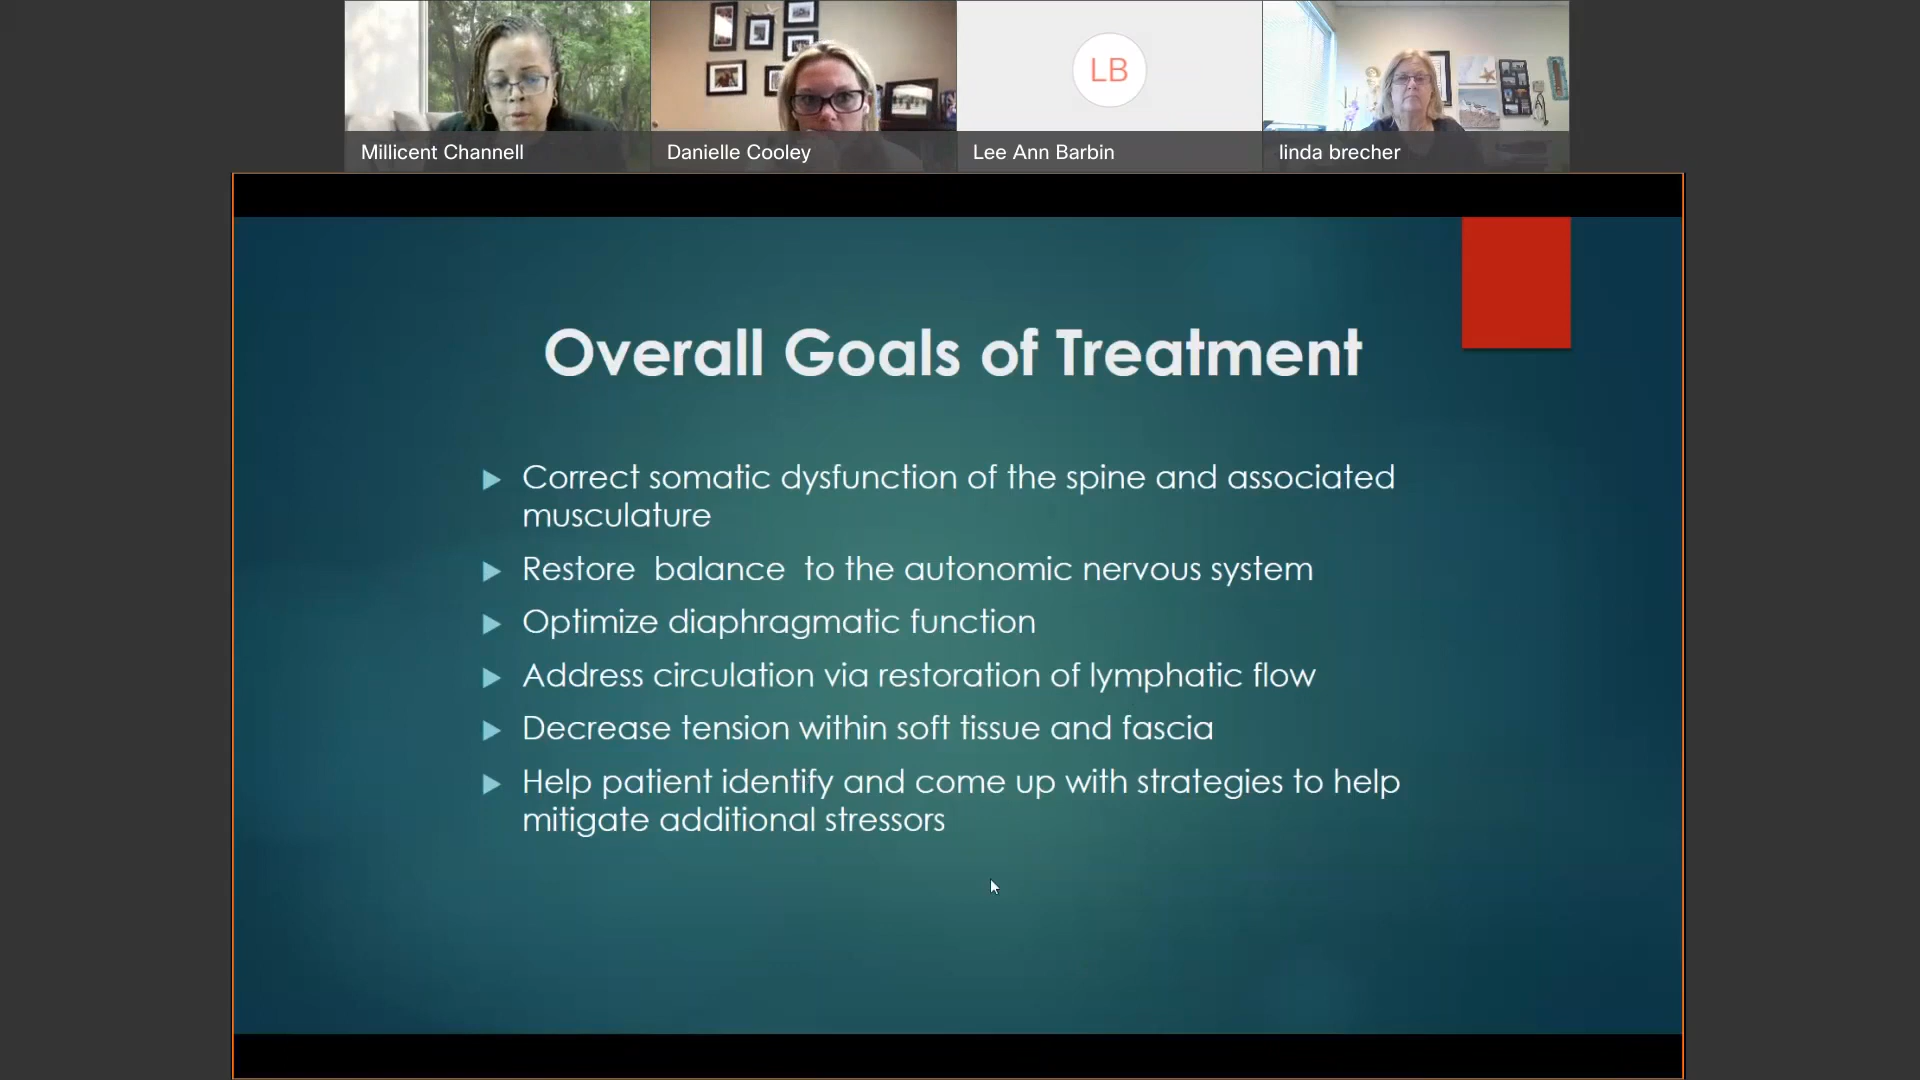 Millicent Channell
Danielle Cooley
LB
Lee Ann Barbin
linda brecher
Overall Goals of Treatment
Correct somatic dysfunction of the spine and associated
musculature
Restore  balance  to the autonomic nervous system
Optimize diaphragmatic function
Address circulation via restoration of lymphatic flow
Decrease tension within soft tissue and fascia
Help patient identify and come up with strategies to help
mitigate additional stressors